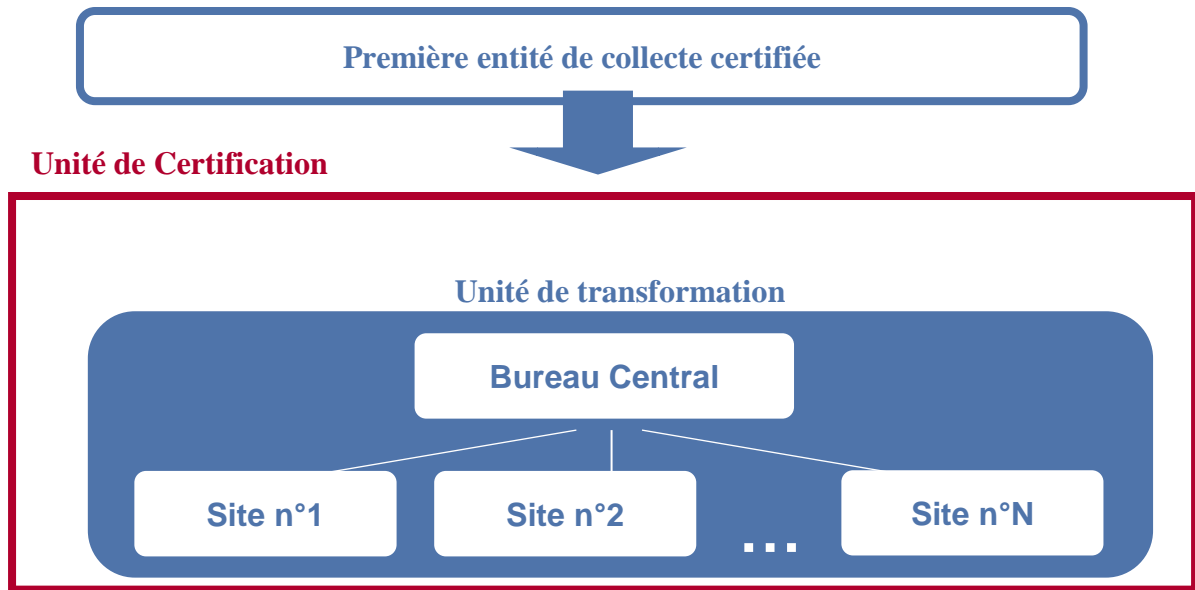 Première entité de collecte certifiée
Unité de Certification
Unité de transformation
Bureau Central
Site n°1
Site n°2
...
Site n°N